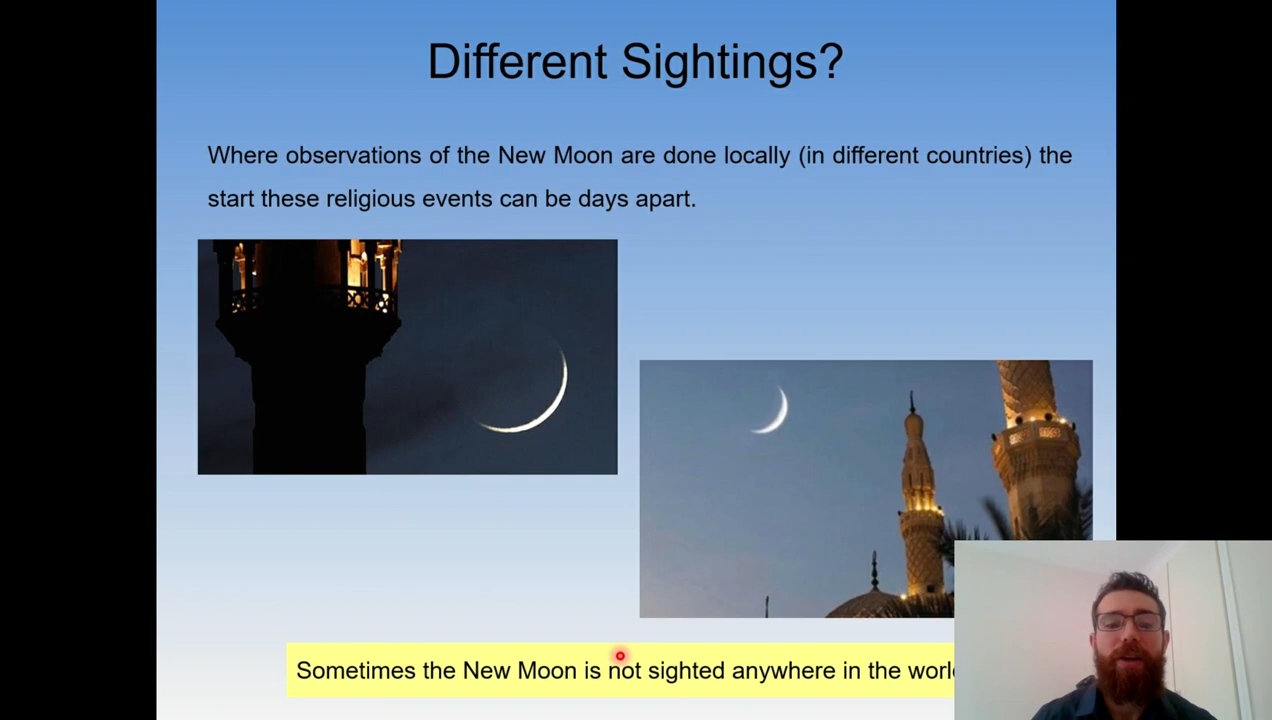 Different Sightings?
Where observations of the New Moon are done locally (in different countries) the
start these religious events can be days apart.
Sometimes the New Moon is not sighted anywhere in the